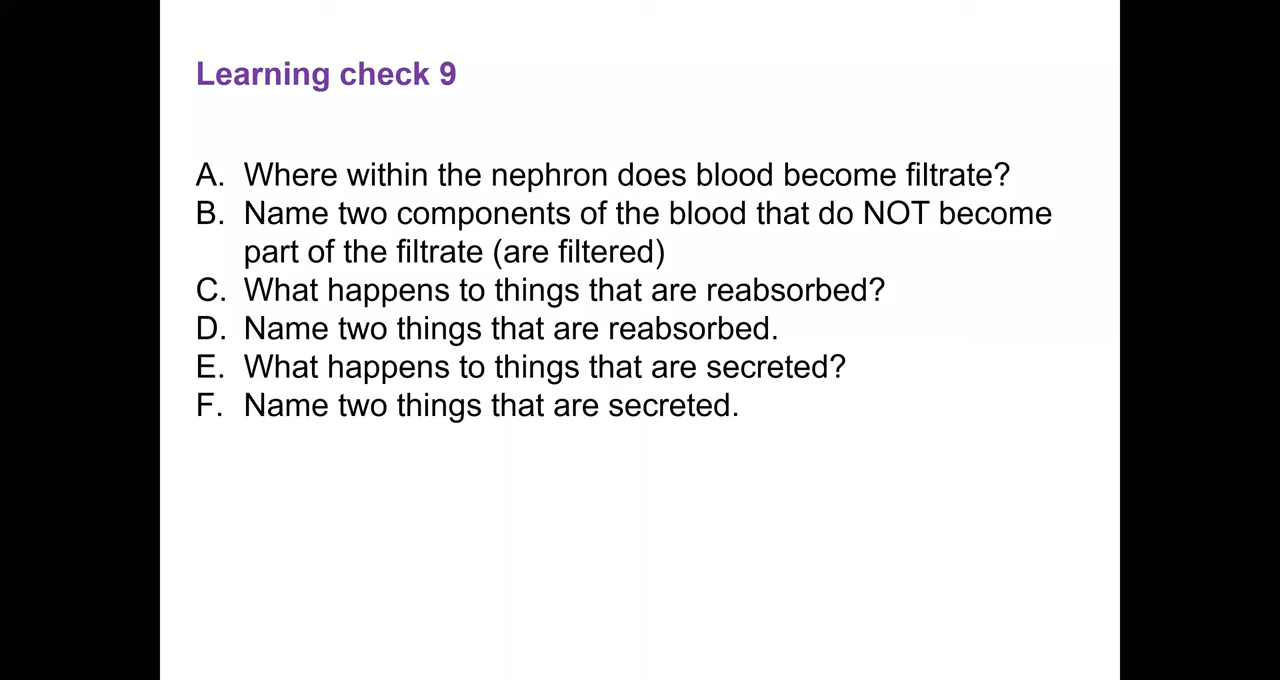 Learning check 9
A. Where within the nephron does blood become filtrate?
B. Name two components of the blood that do NOT become
part of the filtrate (are filtered)
C. What happens to things that are reabsorbed?
D. Name two things that are reabsorbed.
E. What happens to things that are secreted?
F. Name two things that are secreted.